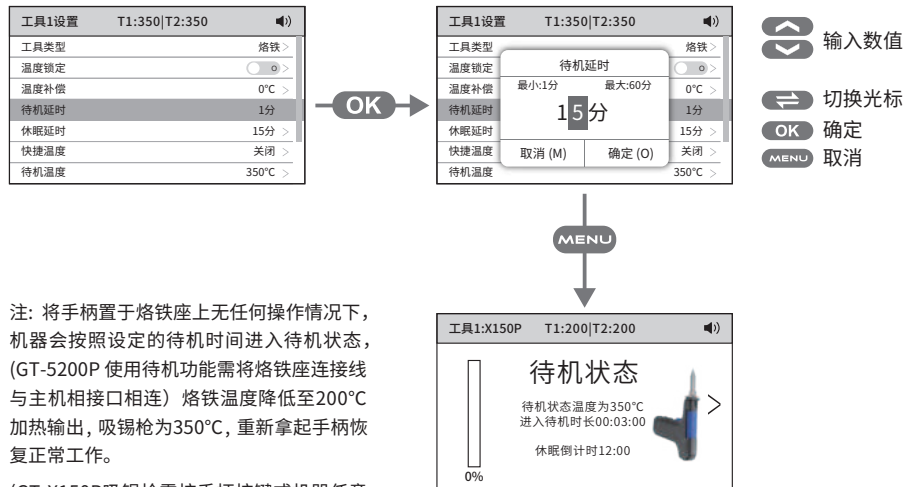 工具1设置 T1:350|T2:350
工具类型 烙铁 >
温度锁定 >
温度补偿 0°C >
待机延时 1分
休眠延时 15分 >
快捷温度 关闭 >
待机温度 350°C >
OK
工具1设置 T1:350|T2:350
工具类型 烙铁 >
温度锁定 >
温度补偿 0°C >
待机延时 1分
休眠延时 15分 >
快捷温度 关闭 >
待机温度 350°C >
待机延时
最小:1分 最大:60分
15分
取消 (M) 确定 (O)
输入数值
切换光标
OK 确定
MENU 取消
MENU
注: 将手柄置于烙铁座上无任何操作情况下，
机器会按照设定的待机时间进入待机状态，
(GT-5200P 使用待机功能需将烙铁座连接线
与主机相接口相连）烙铁温度降低至200°C
加热输出，吸锡枪为350°C，重新拿起手柄恢
复正常工作。
工具1:X150P T1:200|T2:200
待机状态
待机状态温度为350°C
进入待机时长00:03:00
休眠倒计时12:00
0%